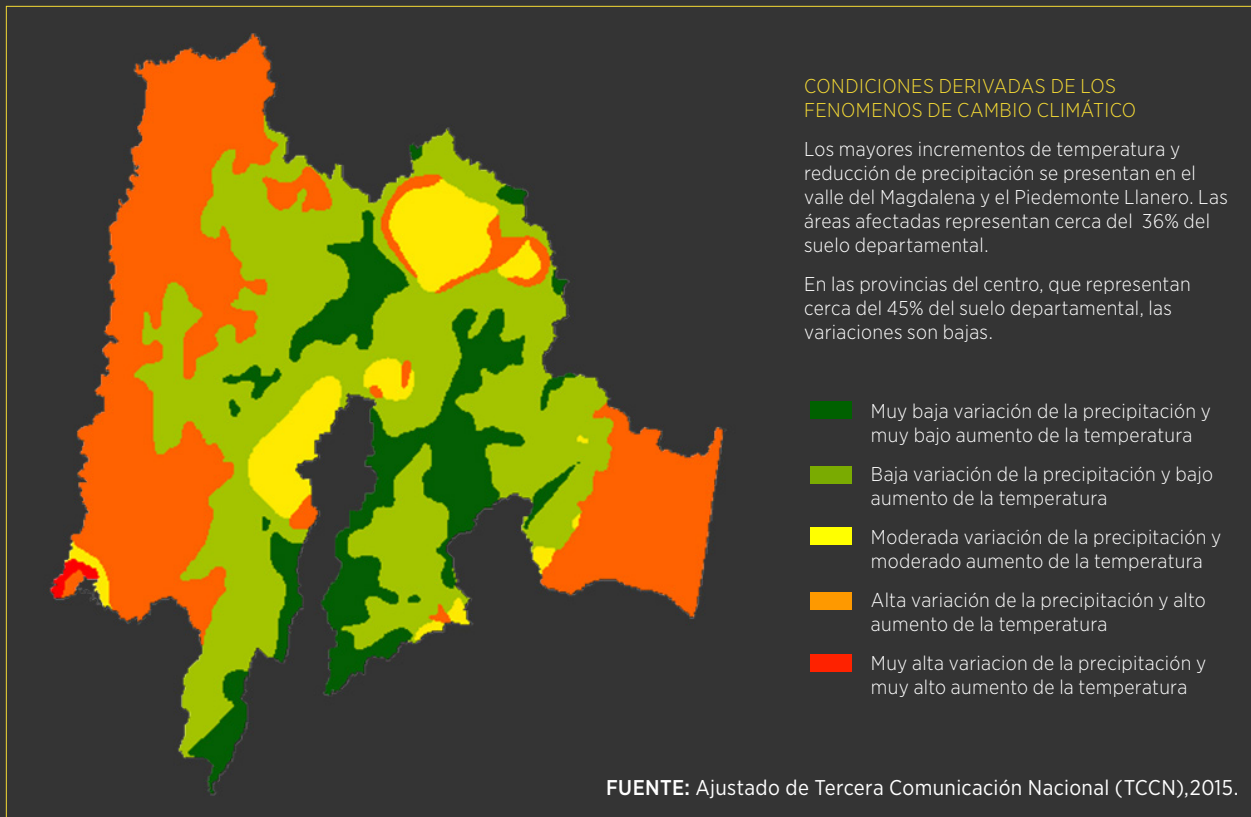 CONDICIONES DERIVADAS DE LOS
FENOMENOS DE CAMBIO CLIMÁTICO
Los mayores incrementos de temperatura y
reducción de precipitación se presentan en el
valle del Magdalena y el Piedemonte Llanero. Las
áreas afectadas representan cerca del 36% del
suelo departamental.
En las provincias del centro, que representan
cerca del 45% del suelo departamental, las
variaciones son bajas.
Muy baja variación de la precipitación y
muy bajo aumento de la temperatura
Baja variación de la precipitación y bajo
aumento de la temperatura
Moderada variación de la precipitación y
moderado aumento de la temperatura
Alta variación de la precipitación y alto
aumento de la temperatura
Muy alta variacion de la precipitación y
muy alto aumento de la temperatura
FUENTE: Ajustado de Tercera Comunicación Nacional (TCCN),2015.